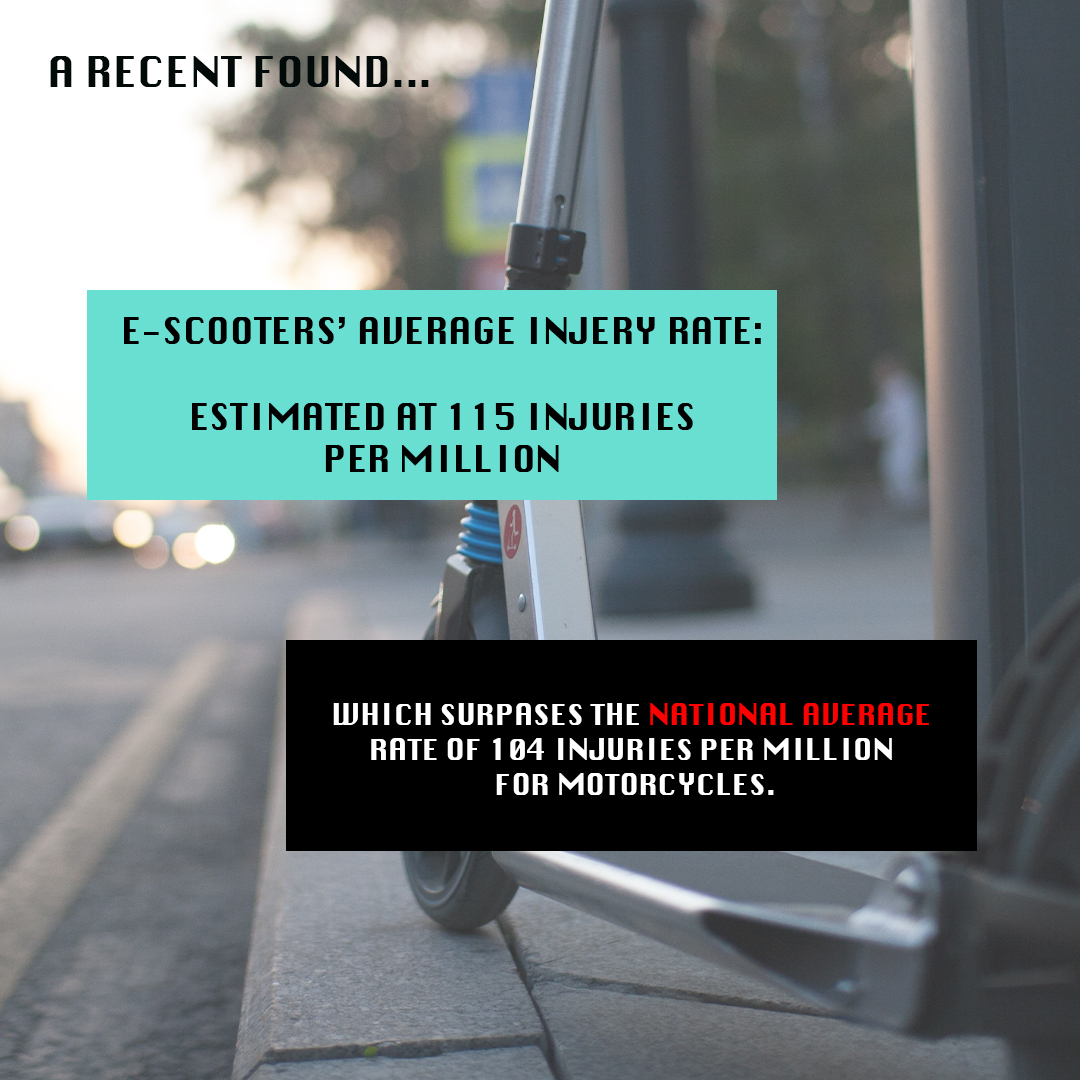 A RECENT FOUND...
E-SCOOTERS' AVERAGE INJERY RATE:
ESTIMATED AT 115 INJURIES
PER MILLION
WHICH SURPASES THE NATIONAL AVERAGE
RATE OF 104 INJURIES PER MILLION
FOR MOTORCYCLES.